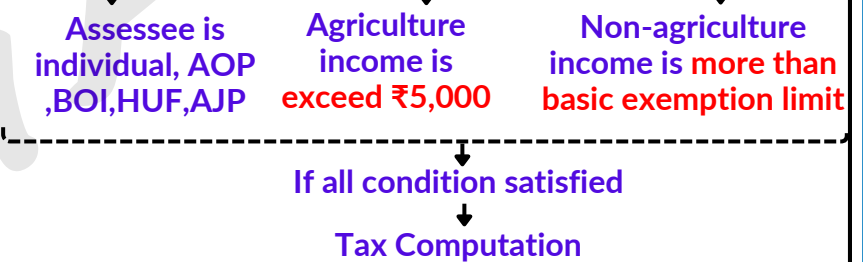 Assessee is
individual, AOP
,BOI,HUF,AJP
Agriculture
income is
exceed ₹5,000
Non-agriculture
income is more than
basic exemption limit
If all condition satisfied
Tax Computation